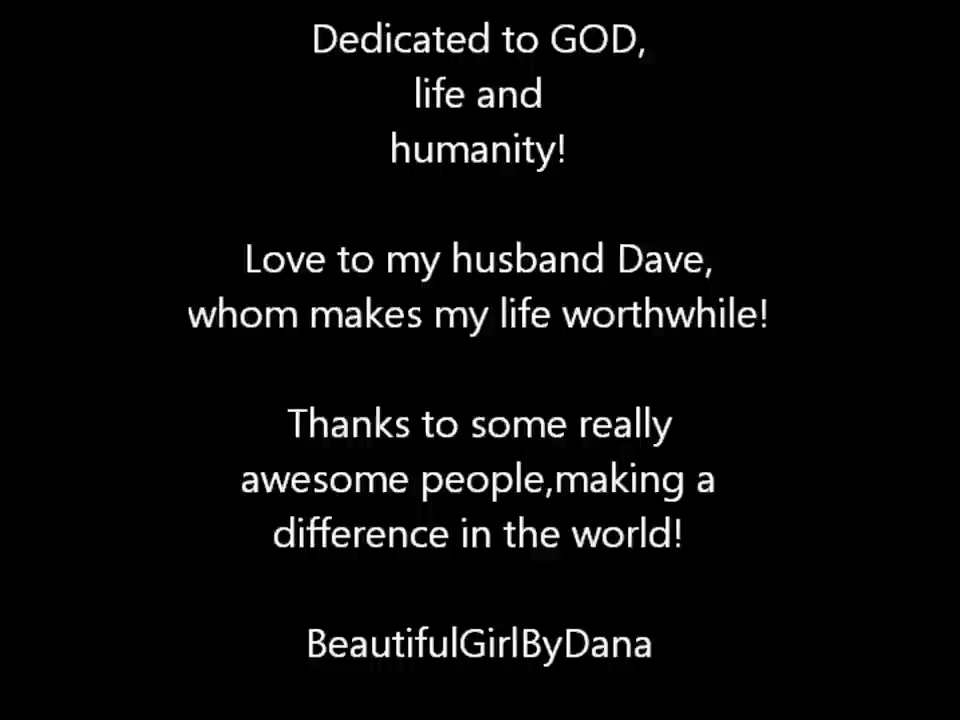 Dedicated to GOD,
life and
humanity!
Love to my husband Dave,
whom makes my life worthwhile!
Thanks to some really
awesome people,making a
difference in the world!
BeautifulGirlByDana